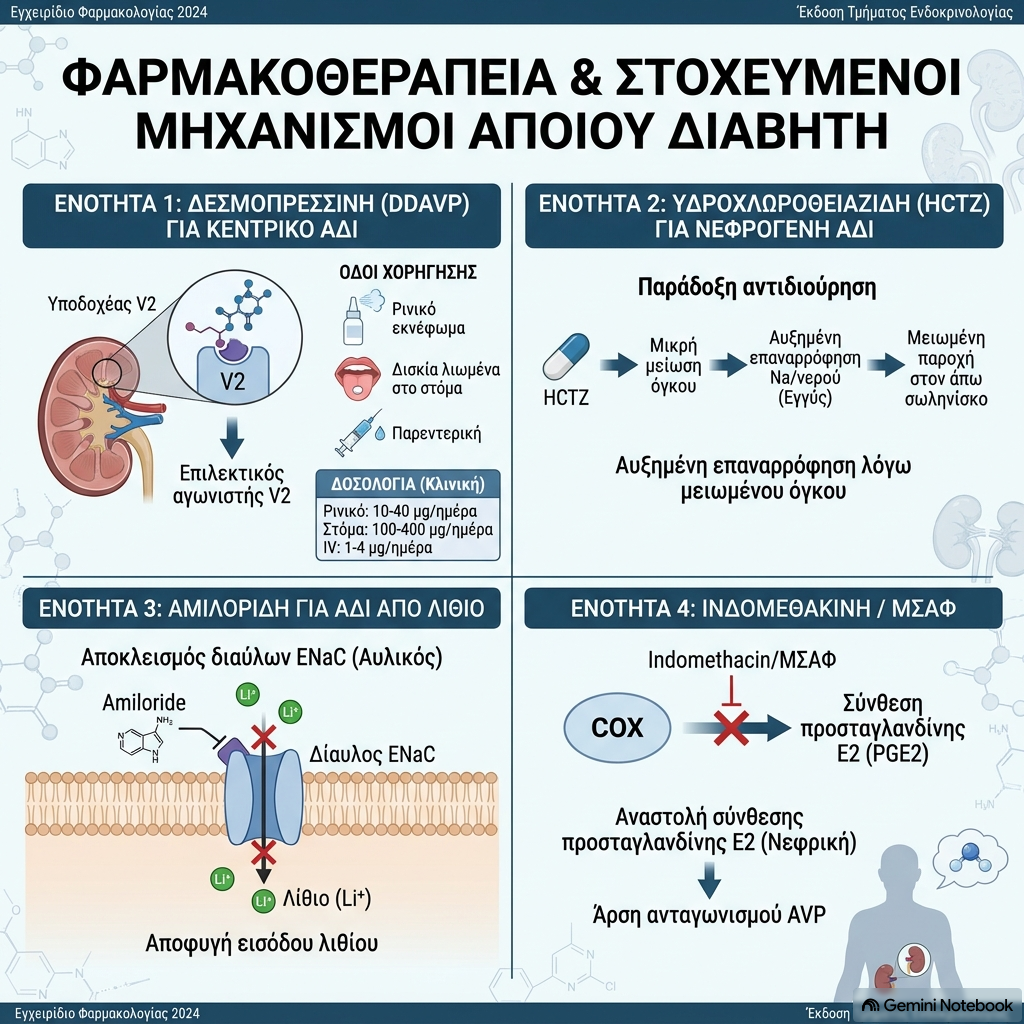 Εγχειρίδιο Φαρμακολογίας 2024
Έκδοση Τμήματος Ενδοκρινολογίας
ΦΑΡΜΑΚΟΘΕΡΑΠΕΙΑ & ΣΤΟΧΕΥΜΕΝΟΙ
ΜΗΧΑΝΙΣΜΟΙ ΑΠΟΙΟΥ ΔΙΑΒΗΤΗ
ΕΝΟΤΗΤΑ 1: ΔΕΣΜΟΠΡΕΣΣΙΝΗ (DDAVP)
ΓΙΑ ΚΕΝΤΡΙΚΟ ΑΔΙ
Υποδοχέας V2
V2
Επιλεκτικός
αγωνιστής V2
ΟΔΟΙ ΧΟΡΗΓΗΣΗΣ
Ρινικό
εκνέφωμα
Δισκία λιωμένα
στο στόμα
Παρεντερική
ΔΟΣΟΛΟΓΙΑ (Κλινική)
Ρινικό: 10-40 μg/ημέρα
Στόμα: 100-400 μg/ημέρα
IV: 1-4 μg/ημέρα
ΕΝΟΤΗΤΑ 2: ΥΔΡΟΧΛΩΡΟΘΕΙΑΖΙΔΗ (HCTZ)
ΓΙΑ ΝΕΦΡΟΓΕΝΗ ΑΔΙ
Παράδοξη αντιδιούρηση
HCTZ
Μικρή
μείωση
όγκου
Αυξημένη
επαναρρόφηση
Na/νερού
(Εγγύς)
Μειωμένη
παροχή
στον άπω
σωληνίσκο
Αυξημένη επαναρρόφηση λόγω
μειωμένου όγκου
ΕΝΟΤΗΤΑ 3: ΑΜΙΛΟΡΙΔΗ ΓΙΑ ΑΔΙ ΑΠΟ ΛΙΘΙΟ
Αποκλεισμός διαύλων ENaC (Αυλικός)
Amiloride
NH₂
N
N
H
Li⁺
Li⁺
Δίαυλος ENaC
Li⁺
Li⁺
Λίθιο (Li⁺)
Αποφυγή εισόδου λιθίου
ΕΝΟΤΗΤΑ 4: ΙΝΔΟΜΕΘΑΚΙΝΗ / ΜΣΑΦ
Indomethacin/ΜΣΑΦ
COX
Σύνθεση
προσταγλανδίνης
E2 (PGE2)
Αναστολή σύνθεσης
προσταγλανδίνης E2 (Νεφρική)
Άρση ανταγωνισμού AVP
Εγχειρίδιο Φαρμακολογίας 2024
Έκδοση
Gemini Notebook